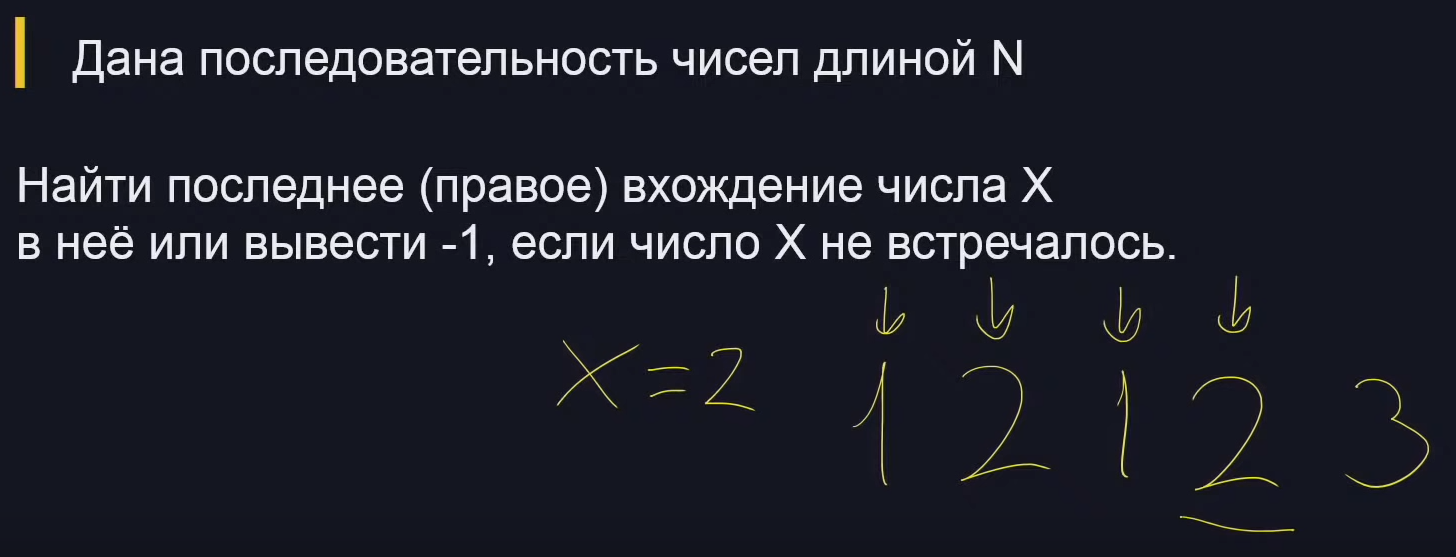 Дана последовательность чисел длиной N
Найти последнее (правое) вхождение числа X
в неё или вывести -1, если число X не встречалось.
X=2 1 2 1 2 3